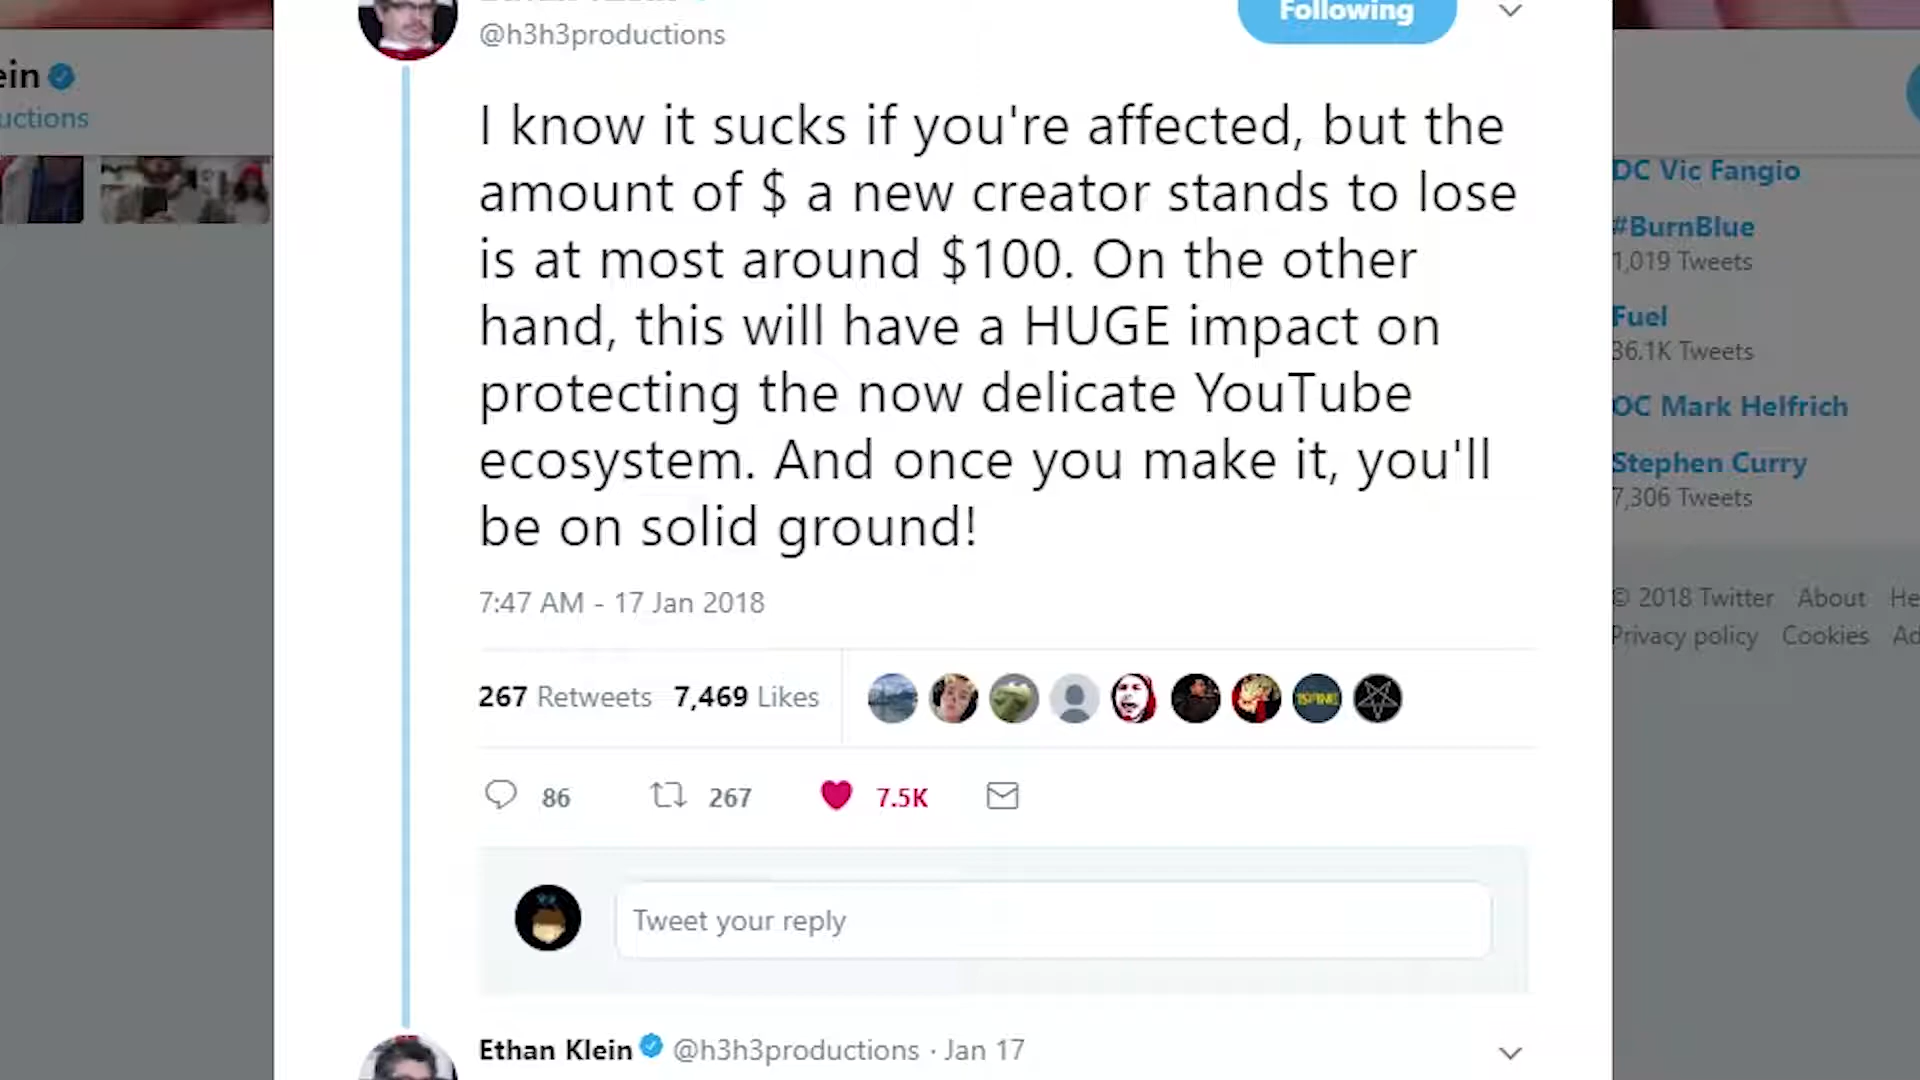 Following
@h3h3productions
I know it sucks if you're affected, but the
amount of $ a new creator stands to lose
is at most around $100. On the other
hand, this will have a HUGE impact on
protecting the now delicate YouTube
ecosystem. And once you make it, you'll
be on solid ground!
7:47 AM - 17 Jan 2018
267 Retweets 7,469 Likes
86 267 7.5K
Tweet your reply
Ethan Klein @h3h3productions · Jan 17
ein
uctions
DC Vic Fangio
#BurnBlue
1,019 Tweets
Fuel
36.1K Tweets
OC Mark Helfrich
Stephen Curry
7,306 Tweets
© 2018 Twitter About He
Privacy policy Cookies Ad